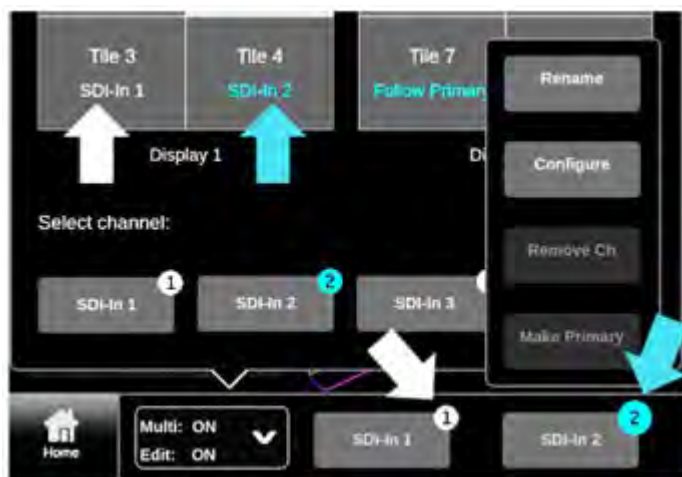 Tile 3
SDI-In 1
Tile 4
SDI-In 2
Tile 7
Follow Primary
Rename
Display 1
Configure
Select channel:
Remove Ch
SDI-In 1
1
SDI-In 2
2
SDI-In 3
Make Primary
Home
Multi: ON
Edit: ON
SDI-In 1
1
SDI-In 2
2